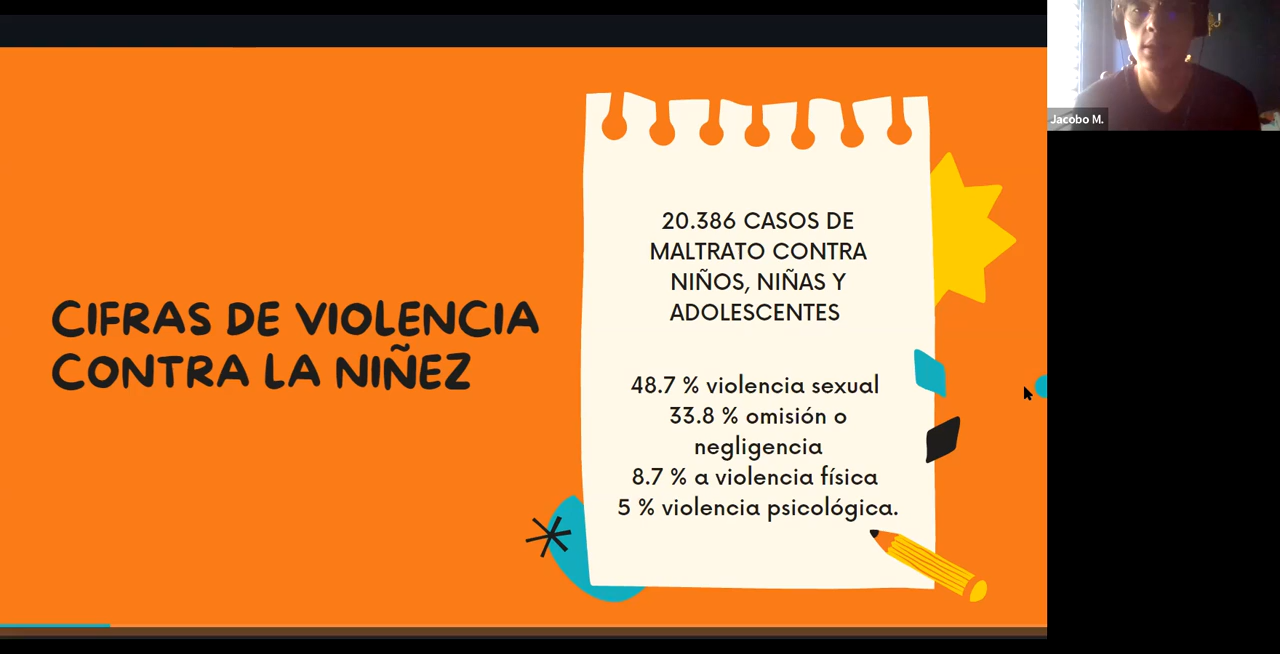 CIFRAS DE VIOLENCIA
CONTRA LA NIÑEZ
20.386 CASOS DE
MALTRATO CONTRA
NIÑOS, NIÑAS Y
ADOLESCENTES
48.7 % violencia sexual
33.8 % omisión o
negligencia
8.7 % a violencia física
5 % violencia psicológica.
Jacobo M.